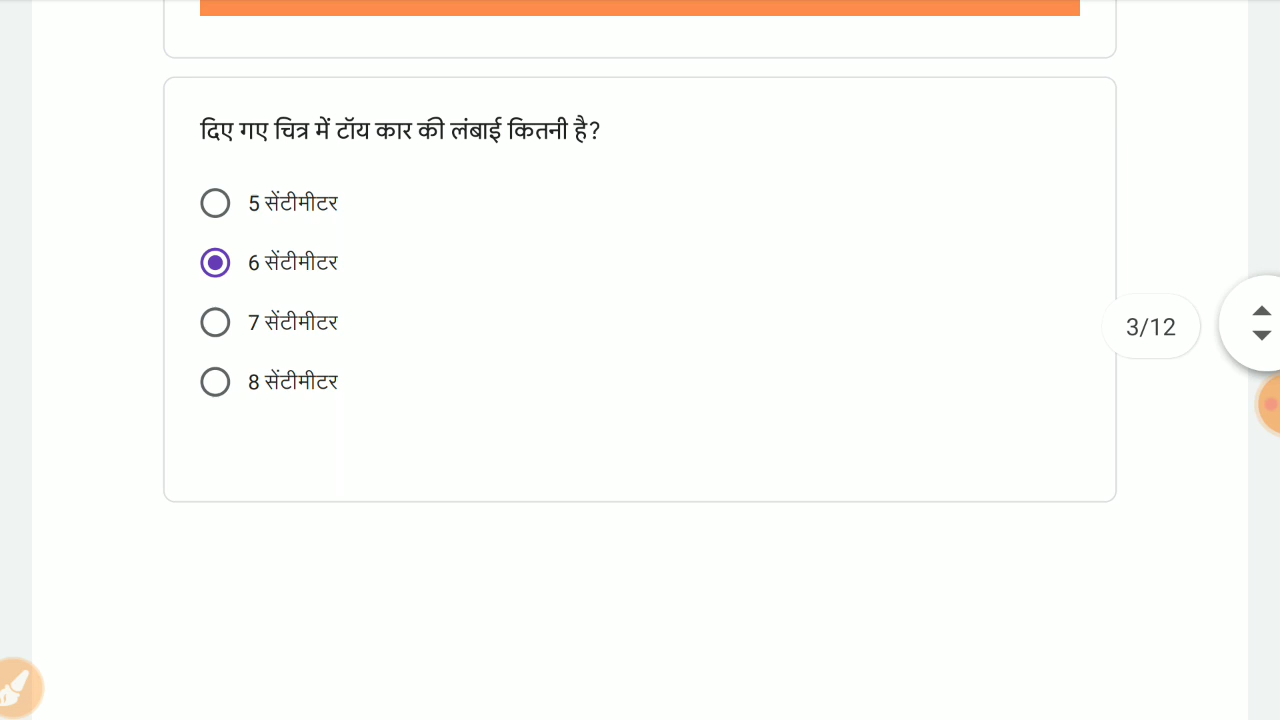 दिए गए चित्र में टॉय कार की लंबाई कितनी है?
5 सेंटीमीटर
6 सेंटीमीटर
7 सेंटीमीटर
3/12
8 सेंटीमीटर